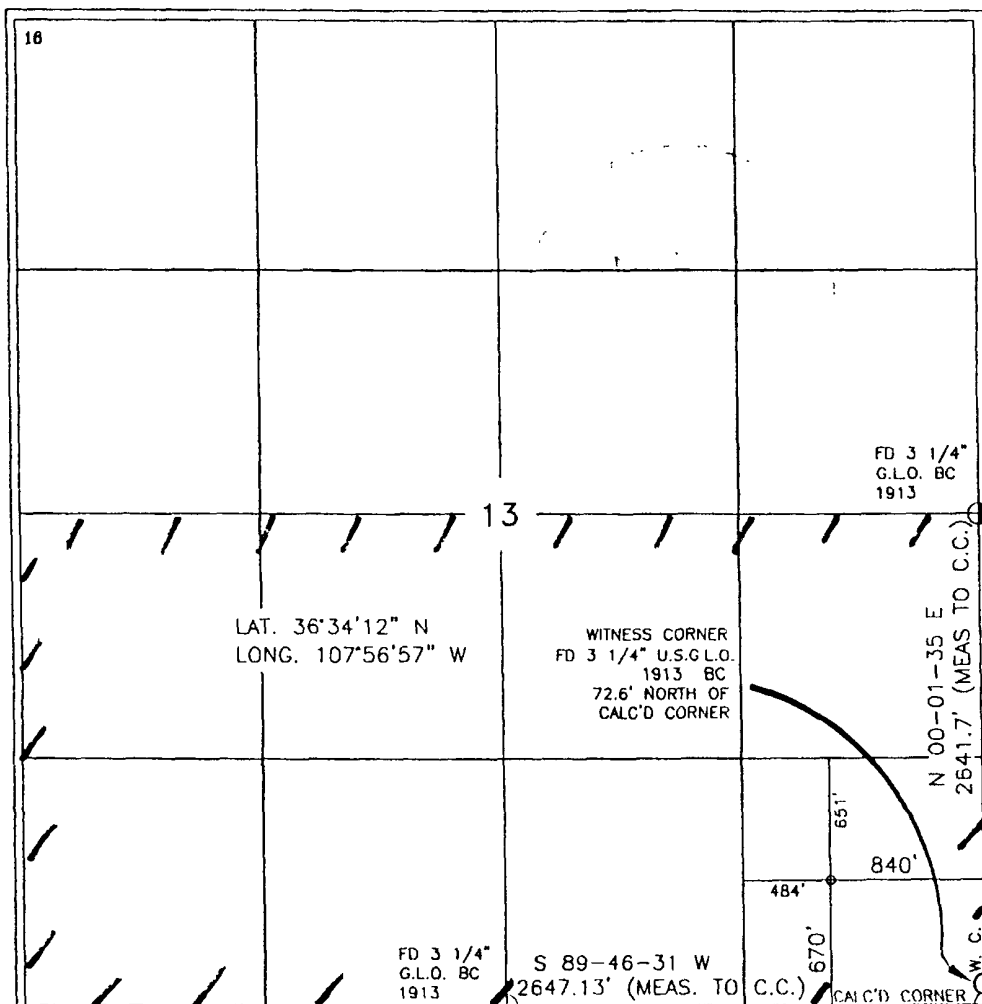 16
FD 3 1/4"
G.L.O. BC
1913
13
LAT. 36°34'12" N
LONG. 107°56'57" W
WITNESS CORNER
FD 3 1/4" U.S.G.L.O.
1913 BC
72.6' NORTH OF
CALC'D CORNER
N 00-01-35 E
2641.7' (MEAS TO C.C.)
651'
840'
484'
670'
W. C.
FD 3 1/4"
G.L.O. BC
1913
S 89-46-31 W
2647.13' (MEAS. TO C.C.)
CALC'D CORNER